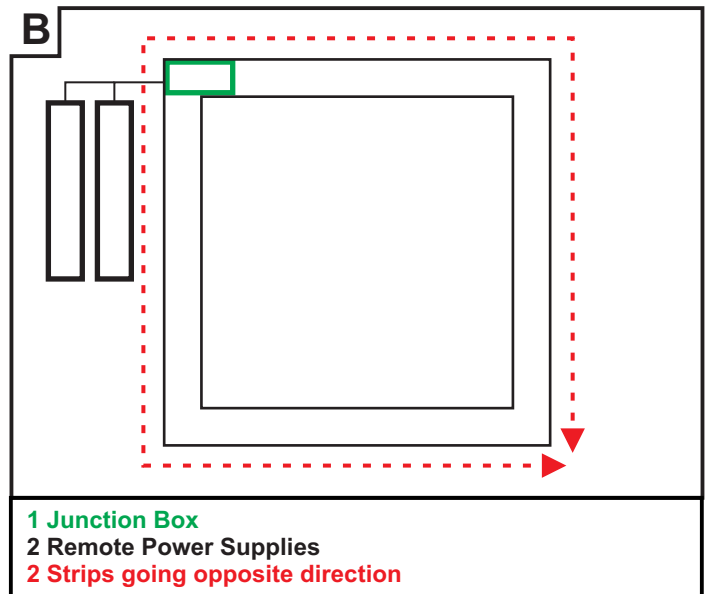 B
1 Junction Box
2 Remote Power Supplies
2 Strips going opposite direction